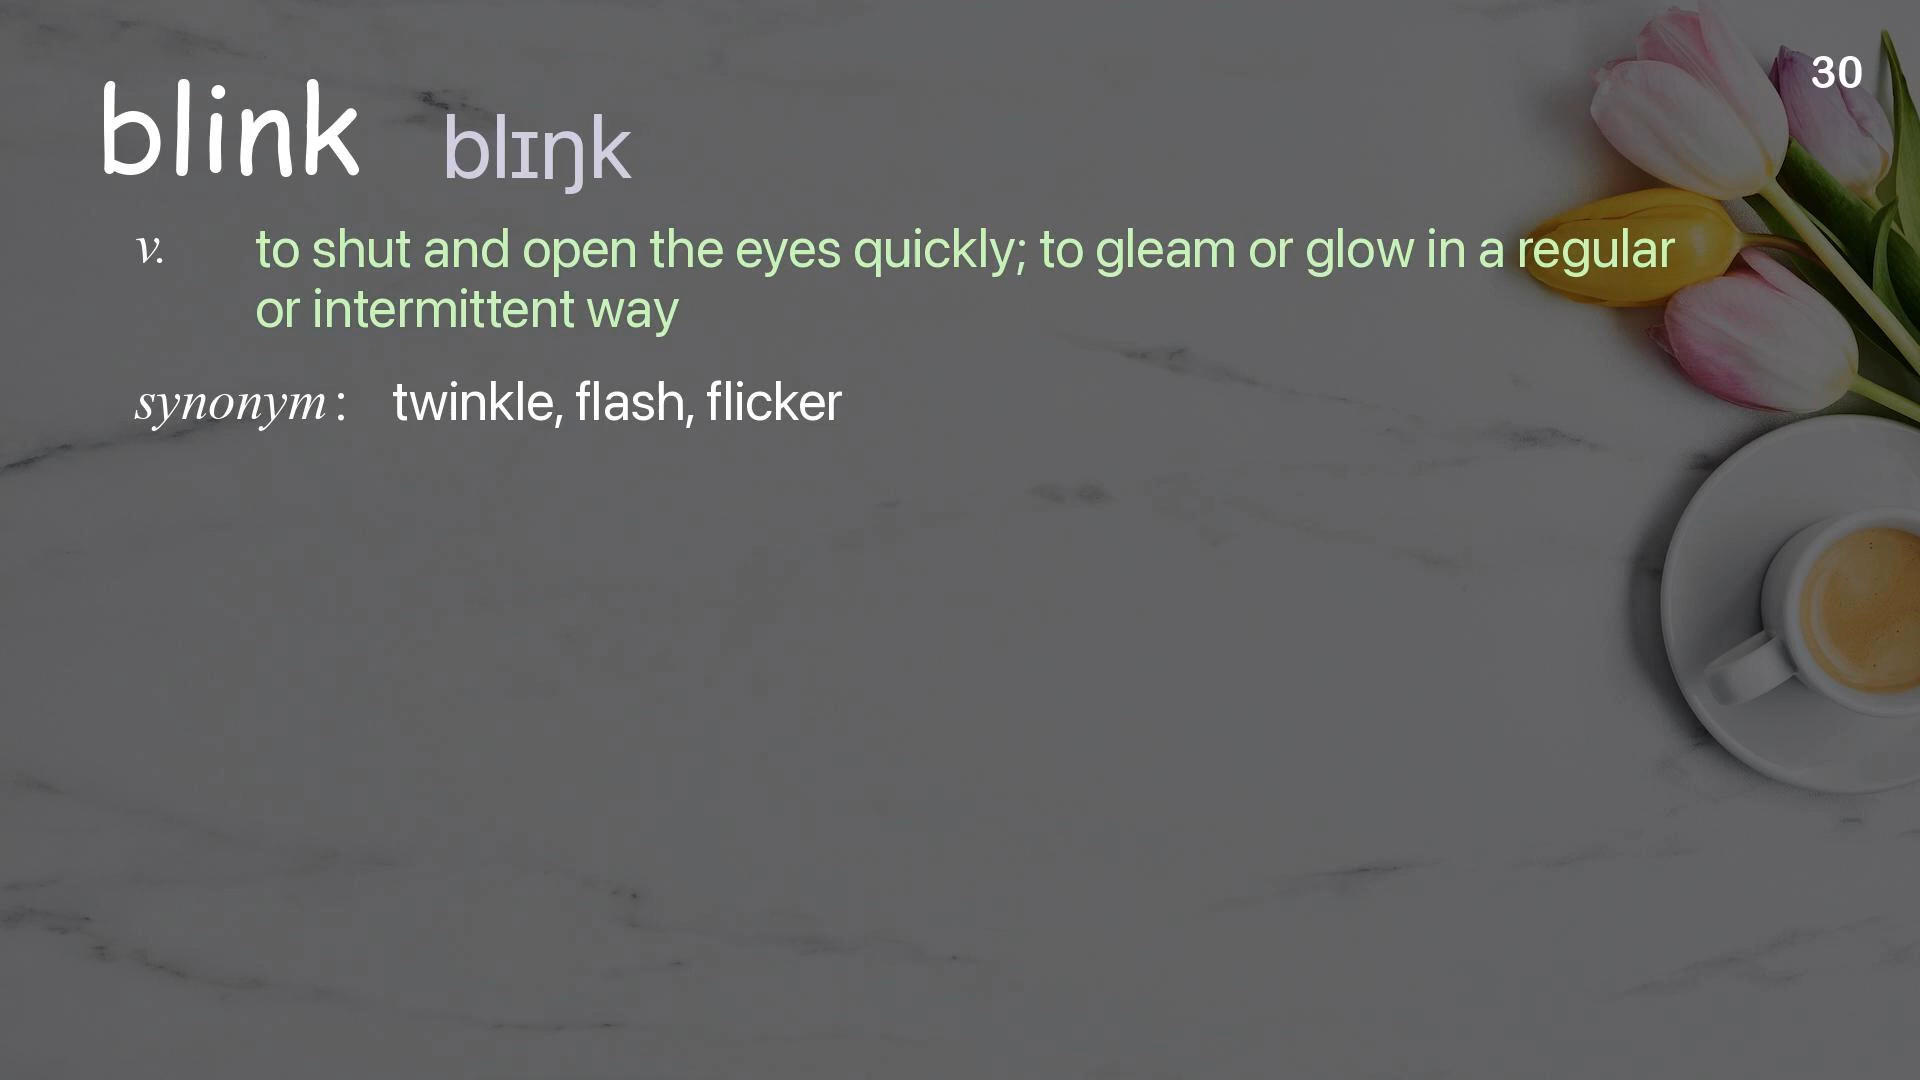 30
blink blɪŋk
v. to shut and open the eyes quickly; to gleam or glow in a regular
or intermittent way
synonym : twinkle, flash, flicker